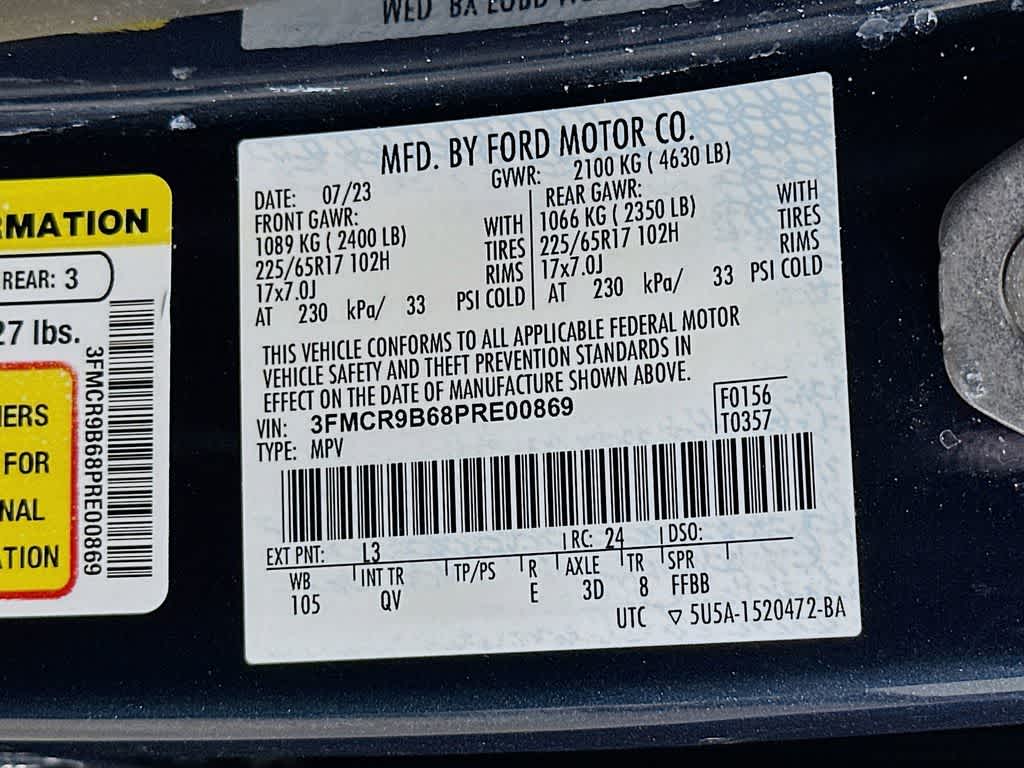 MFD. BY FORD MOTOR CO.
DATE: 07/23 GVWR: 2100 KG ( 4630 LB)
FRONT GAWR: REAR GAWR:
1089 KG ( 2400 LB) WITH 1066 KG ( 2350 LB) WITH
225/65R17 102H TIRES 225/65R17 102H TIRES
17x7.0J RIMS 17x7.0J RIMS
AT 230 kPa/ 33 PSI COLD AT 230 kPa/ 33 PSI COLD
THIS VEHICLE CONFORMS TO ALL APPLICABLE FEDERAL MOTOR
VEHICLE SAFETY AND THEFT PREVENTION STANDARDS IN
EFFECT ON THE DATE OF MANUFACTURE SHOWN ABOVE.
VIN: 3FMCR9B68PRE00869 F0156
TYPE: MPV T0357
EXT PNT: L3 RC: 24 DSO:
WB INT TR TP/PS R AXLE TR SPR
105 QV E 3D 8 FFBB
UTC ▽ 5U5A-1520472-BA
RMATION
REAR: 3
27 lbs.
3FMCR9B68PRE00869
IERS
FOR
NAL
ATION
WED BX